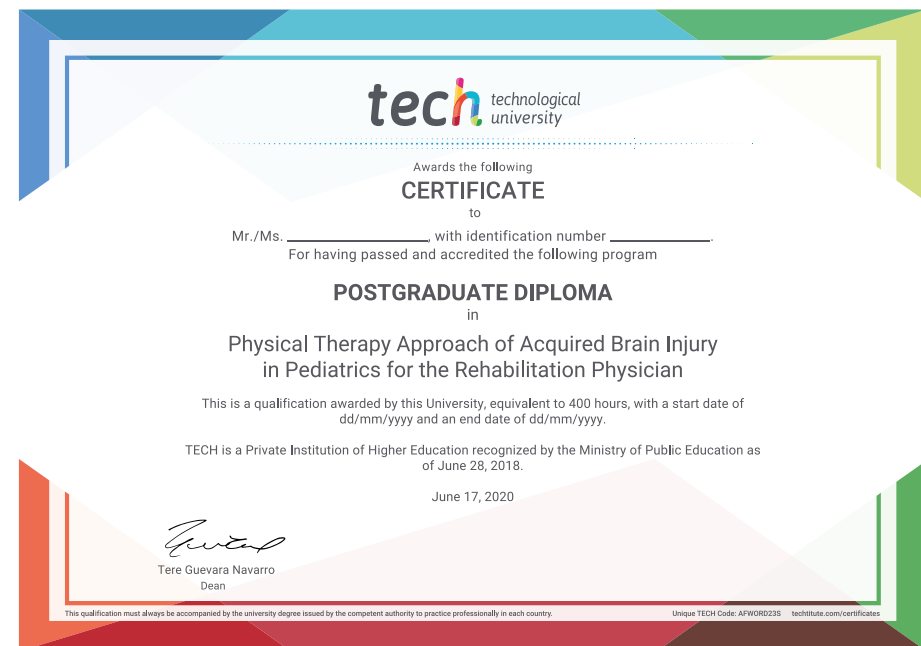 tech technological
university
Awards the following
CERTIFICATE
to
Mr./Ms. ____________, with identification number ____________.
For having passed and accredited the following program
POSTGRADUATE DIPLOMA
in
Physical Therapy Approach of Acquired Brain Injury
in Pediatrics for the Rehabilitation Physician
This is a qualification awarded by this University, equivalent to 400 hours, with a start date of
dd/mm/yyyy and an end date of dd/mm/yyyy.
TECH is a Private Institution of Higher Education recognized by the Ministry of Public Education as
of June 28, 2018.
June 17, 2020
Tere Guevara Navarro
Dean
This qualification must always be accompanied by the university degree issued by the competent authority to practice professionally in each country.
Unique TECH Code: AFWORD23S techtitute.com/certificates